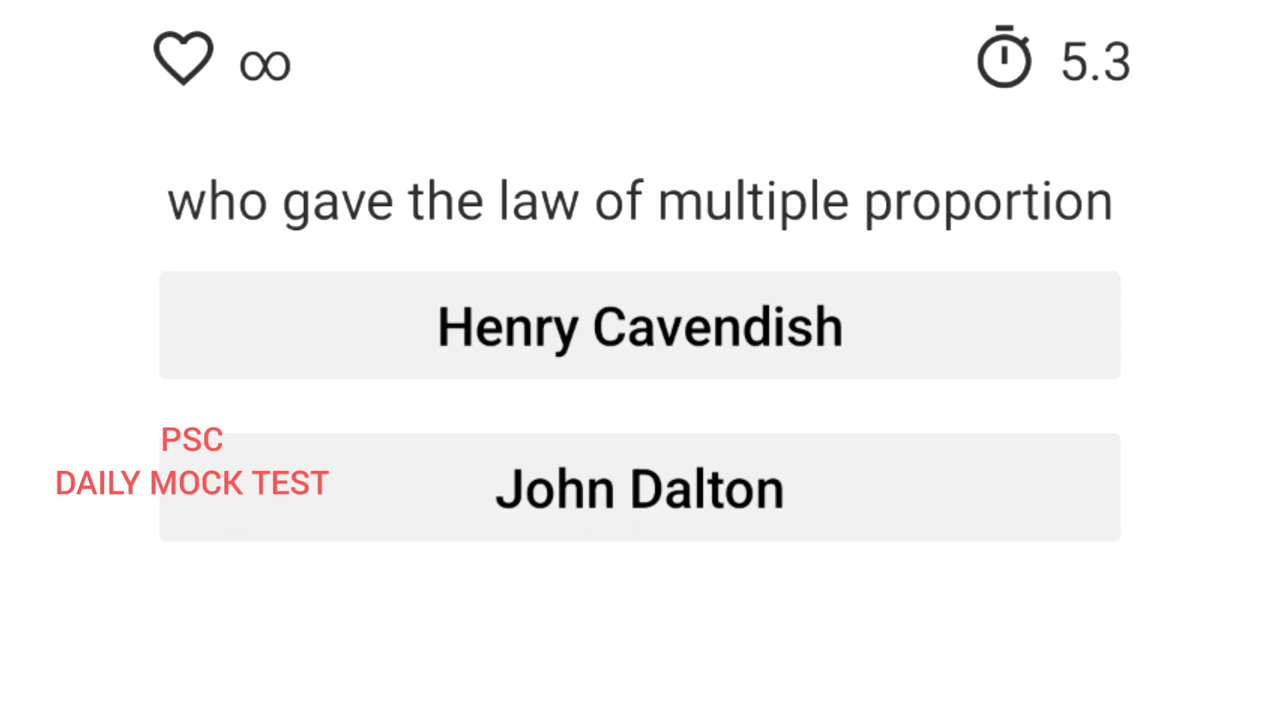 ∞
5.3
who gave the law of multiple proportion
Henry Cavendish
PSC
DAILY MOCK TEST
John Dalton